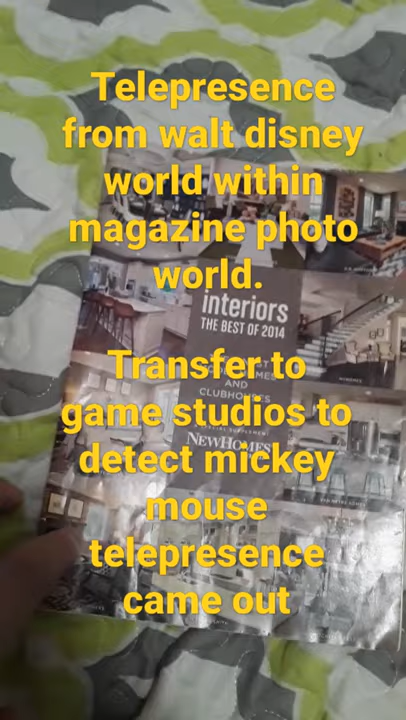 Telepresence
from walt disney
world within
magazine photo
world.
interiors
THE BEST OF 2014
Transfer to
AND
game studios to
CLUBHOUSES
detect mickey
NEWHOMES
mouse
telepresence
came out